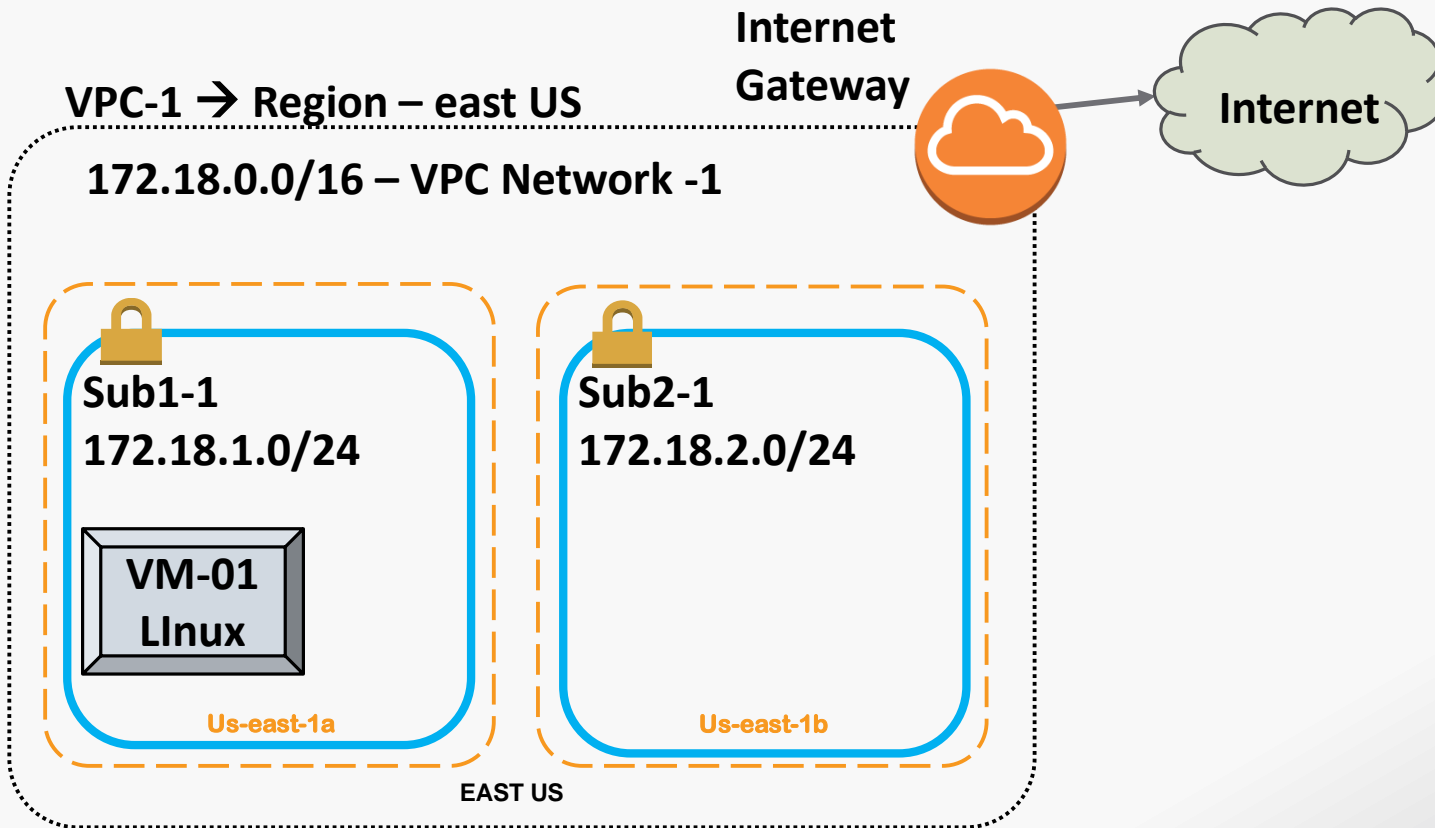 Internet
Gateway
Internet
VPC-1 → Region – east US
172.18.0.0/16 – VPC Network -1
Sub1-1
172.18.1.0/24
VM-01
LInux
Us-east-1a
Sub2-1
172.18.2.0/24
Us-east-1b
EAST US